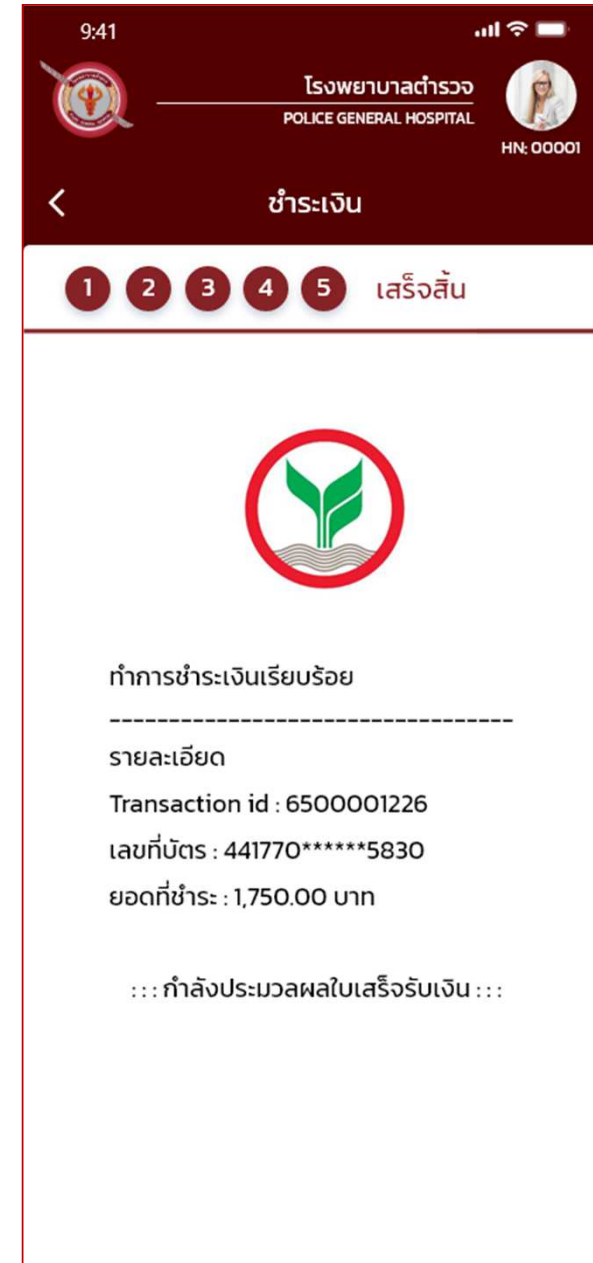 9:41
โรงพยาบาลตำรวจ
POLICE GENERAL HOSPITAL
HN: 00001
ชำระเงิน
1 2 3 4 5 เสร็จสิ้น
ทำการชำระเงินเรียบร้อย
----------------------------------
รายละเอียด
Transaction id : 6500001226
เลขที่บัตร : 441770******5830
ยอดที่ชำระ : 1,750.00 บาท
::: กำลังประมวลผลใบเสร็จรับเงิน :::